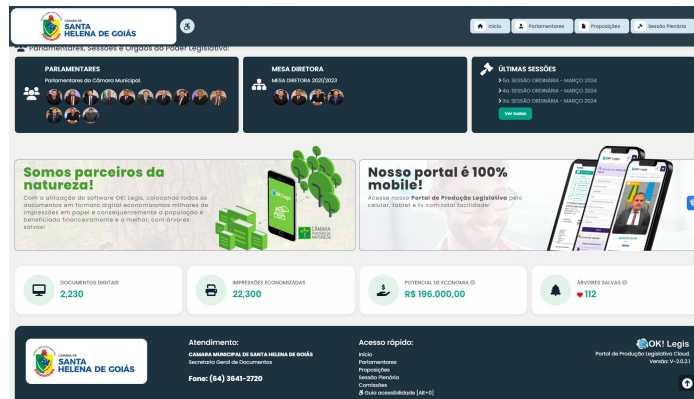 CÂMARA DE
SANTA
HELENA DE GOIÁS
Início
Parlamentares
Proposições
Sessão Plenária
Parlamentares, Sessões e Órgãos do Poder Legislativo:
PARLAMENTARES
Parlamentares da Câmara Municipal.
MESA DIRETORA
MESA DIRETORA 2021/2023
ÚLTIMAS SESSÕES
5a. SESSÃO ORDINÁRIA - MARÇO 2024
4a. SESSÃO ORDINÁRIA - MARÇO 2024
3a. SESSÃO ORDINÁRIA - MARÇO 2024
Ver todas
Somos parceiros da
natureza!
Com a utilização do software OK! Legis, colocando todos os
documentos em formato digital economizamos milhares de
impressões em papel e consequentemente a população é
beneficiada financeiramente e o melhor, com árvores
salvas!
CÂMARA
PARCEIRA DA
NATUREZA
Nosso portal é 100%
mobile!
Acesse nosso Portal de Produção Legislativa pelo
celular, tablet e tv com total facilidade!
DOCUMENTOS DIGITAIS
2,230
IMPRESSÕES ECONOMIZADAS
22,300
POTENCIAL DE ECONOMIA
R$ 196.000,00
ÁRVORES SALVAS
112
CÂMARA DE
SANTA
HELENA DE GOIÁS
Atendimento:
CAMARA MUNICIPAL DE SANTA HELENA DE GOIÁS
Secretaria Geral de Documentos
Fone: (64) 3641-2720
Acesso rápido:
Início
Parlamentares
Proposições
Sessão Plenária
Comissões
Guia acessibilidade [Alt+0]
OK! Legis
Portal de Produção Legislativa Cloud.
Versão: V-2.0.2.1